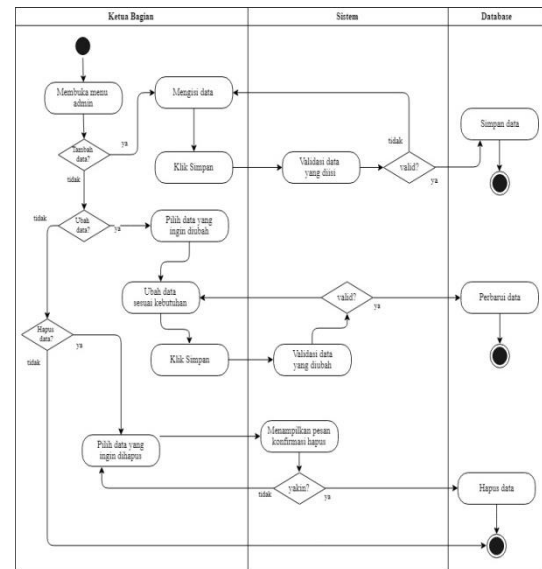 Ketua Bagian
Sistem
Database
Membuka menu
admin
Mengisi data
Simpan data
Tambah
data?
ya
tidak
Klik Simpan
Validasi data
yang diisi
valid?
tidak
ya
Ubah
data?
tidak
ya
Pilih data yang
ingin diubah
Ubah data
sesuai kebutuhan
valid?
ya
Perbarui data
Hapus
data?
ya
tidak
Klik Simpan
Validasi data
yang diubah
Pilih data yang
ingin dihapus
Menampilkan pesan
konfirmasi hapus
yakin?
tidak
ya
Hapus data